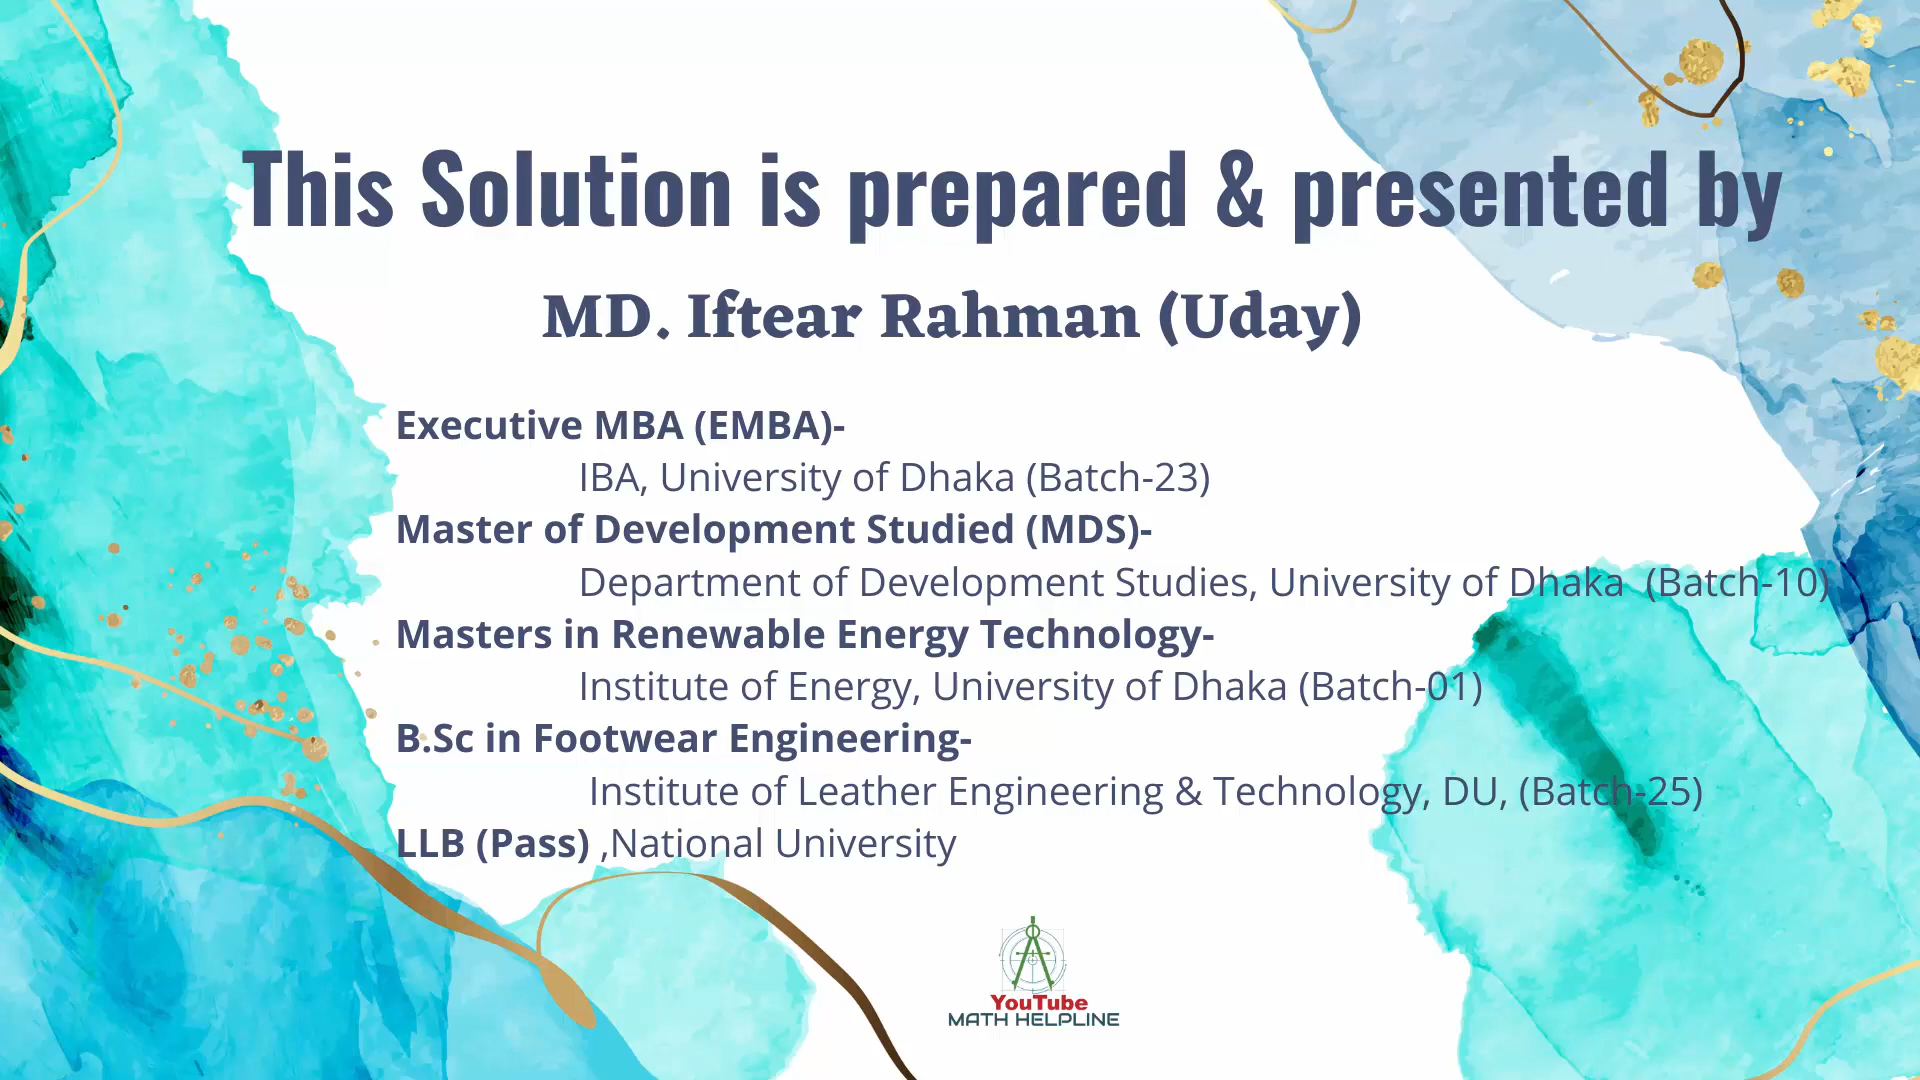 This Solution is prepared & presented by
MD. Iftear Rahman (Uday)
Executive MBA (EMBA)-
IBA, University of Dhaka (Batch-23)
Master of Development Studied (MDS)-
Department of Development Studies, University of Dhaka (Batch-10)
Masters in Renewable Energy Technology-
Institute of Energy, University of Dhaka (Batch-01)
B.Sc in Footwear Engineering-
Institute of Leather Engineering & Technology, DU, (Batch-25)
LLB (Pass) ,National University
YouTube
MATH HELPLINE